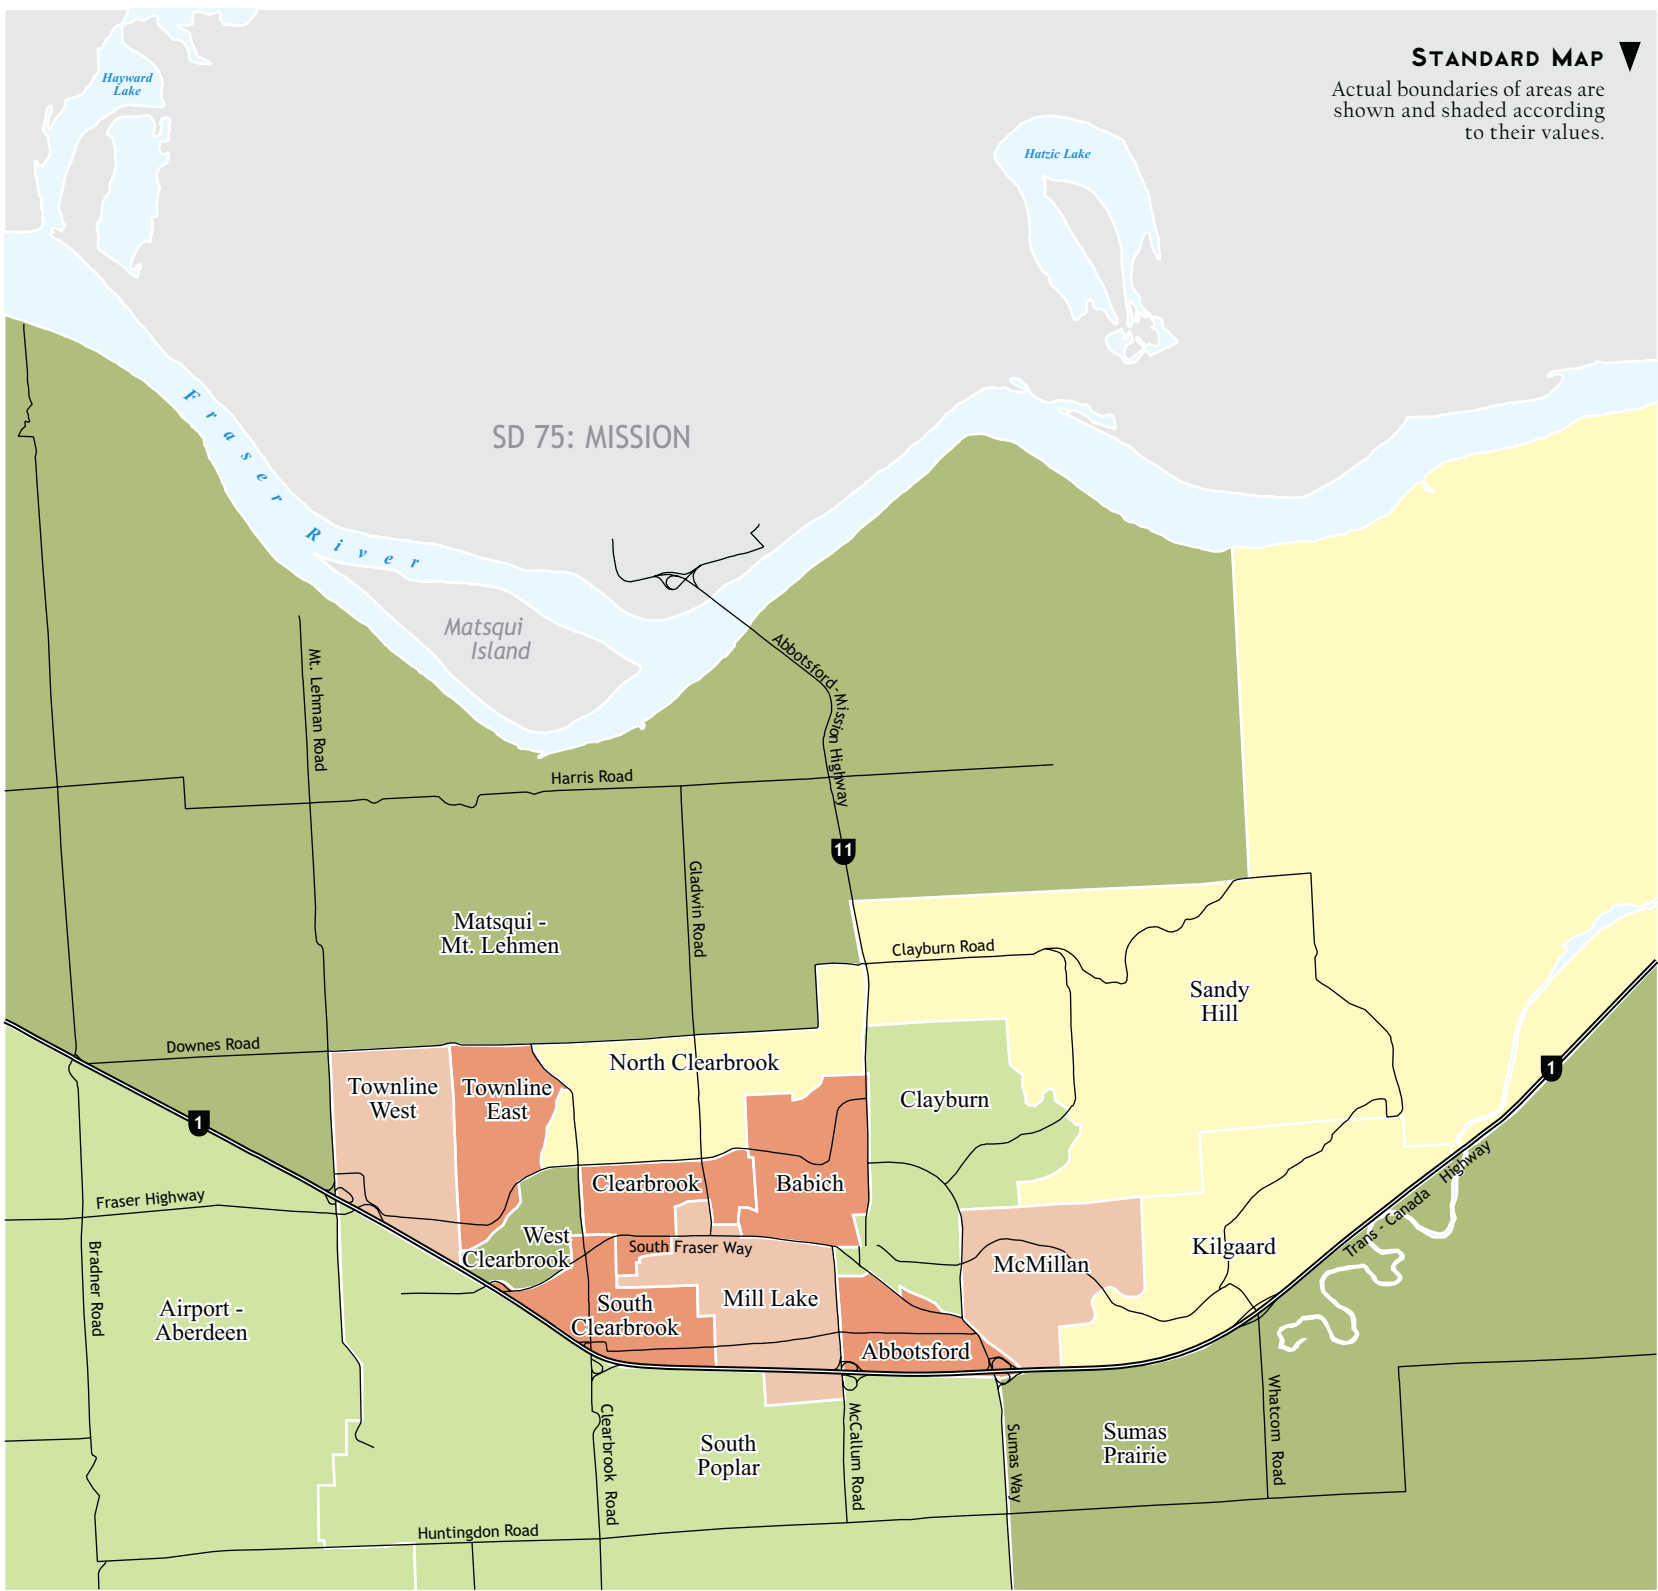 STANDARD MAP
Actual boundaries of areas are
shown and shaded according
to their values.
Hayward
Lake
Hatzic Lake
Fraser River
SD 75: MISSION
Matsqui
Island
Abbotsford-Mission Highway
Mt. Lehman Road
Harris Road
11
Gladwin Road
Matsqui -
Mt. Lehmen
Clayburn Road
Sandy
Hill
Downes Road
North Clearbrook
1
Townline
West
Townline
East
Clayburn
1
Clearbrook
Babich
Fraser Highway
West
Clearbrook
South Fraser Way
McMillan
Kilgaard
Trans - Canada Highway
Bradner Road
Airport -
Aberdeen
South
Clearbrook
Mill Lake
Abbotsford
Clearbrook Road
South
Poplar
McCallum Road
Sumas Way
Sumas
Prairie
Whatcom Road
Huntingdon Road